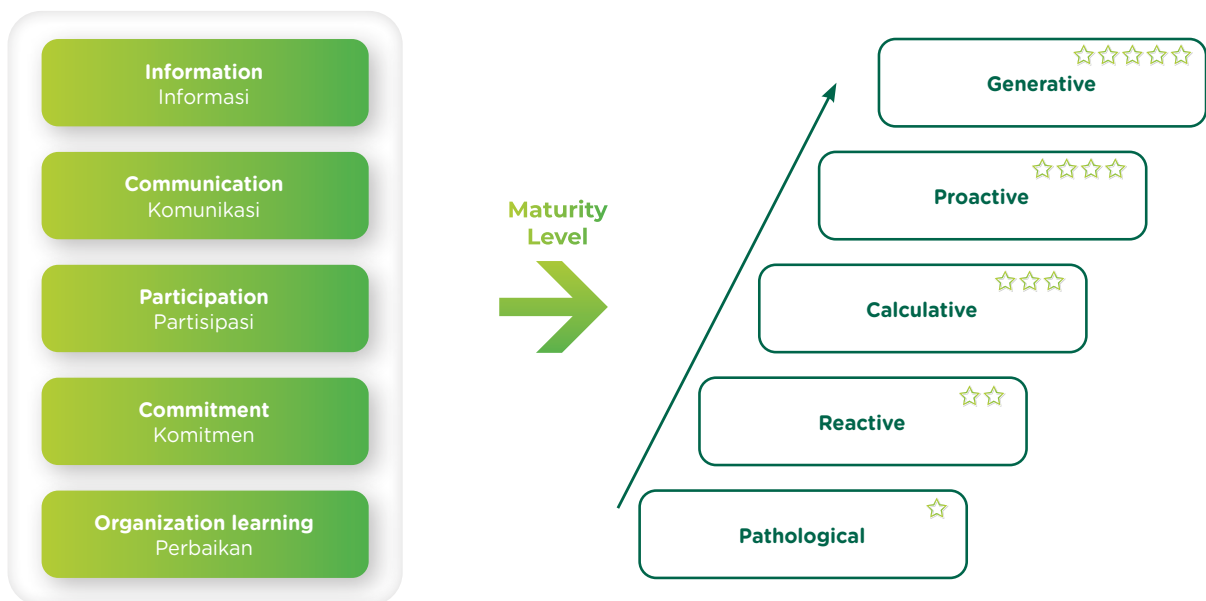 Information
Informasi
Communication
Komunikasi
Participation
Partisipasi
Commitment
Komitmen
Organization learning
Perbaikan
Maturity
Level
Generative
Proactive
Calculative
Reactive
Pathological